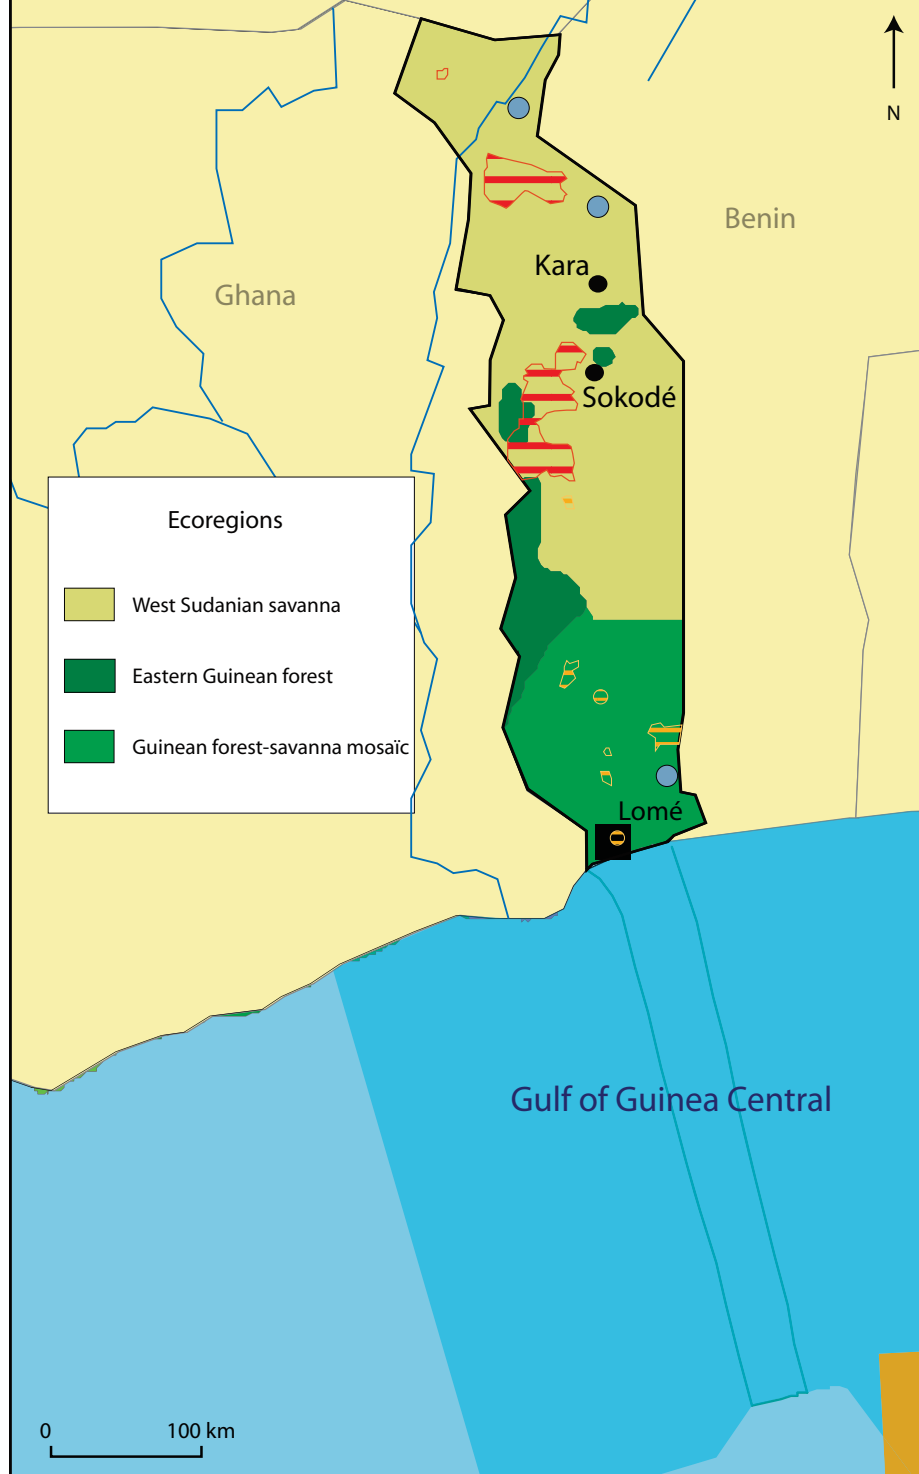 N
Benin
Kara
Ghana
Sokodé
Ecoregions
West Sudanian savanna
Eastern Guinean forest
Guinean forest-savanna mosaïc
Lomé
Gulf of Guinea Central
0 100 km